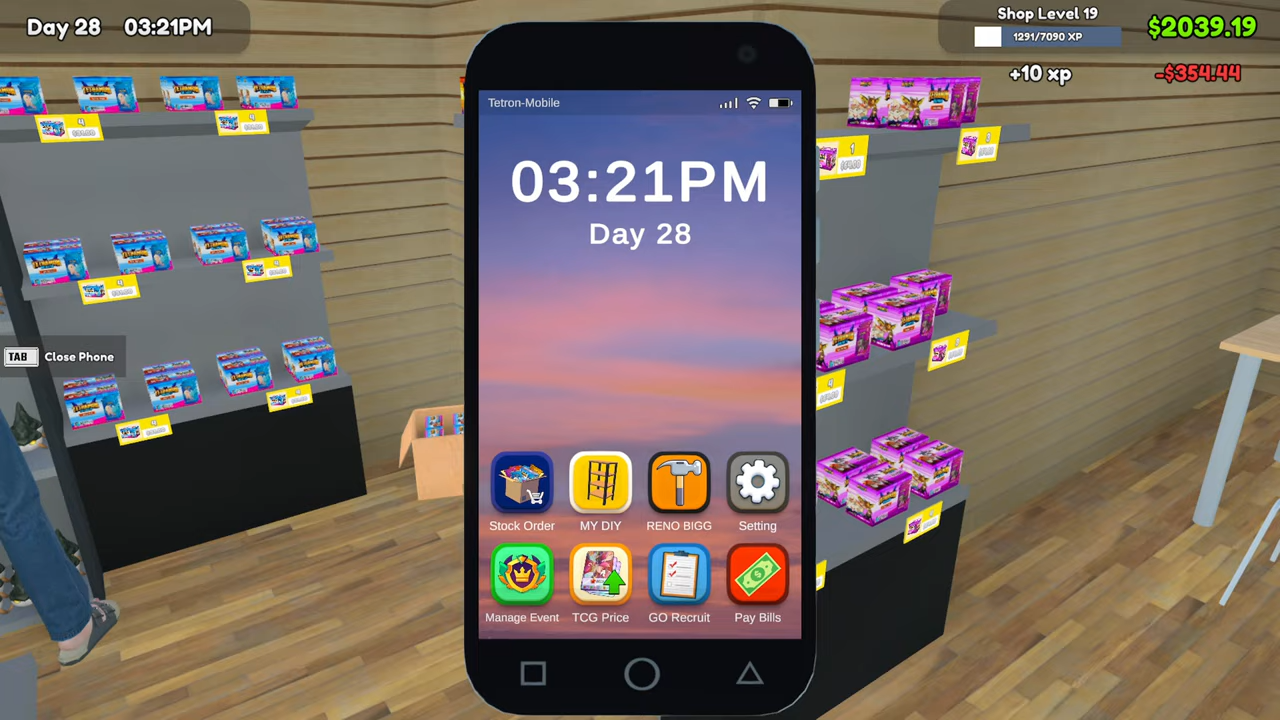 Day 28 03:21PM
Shop Level 19
1291/7090 XP
+10 xp
$2039.19
-$354.44
TAB Close Phone
Tetron-Mobile
03:21PM
Day 28
Stock Order MY DIY RENO BIGG Setting
Manage Event TCG Price GO Recruit Pay Bills